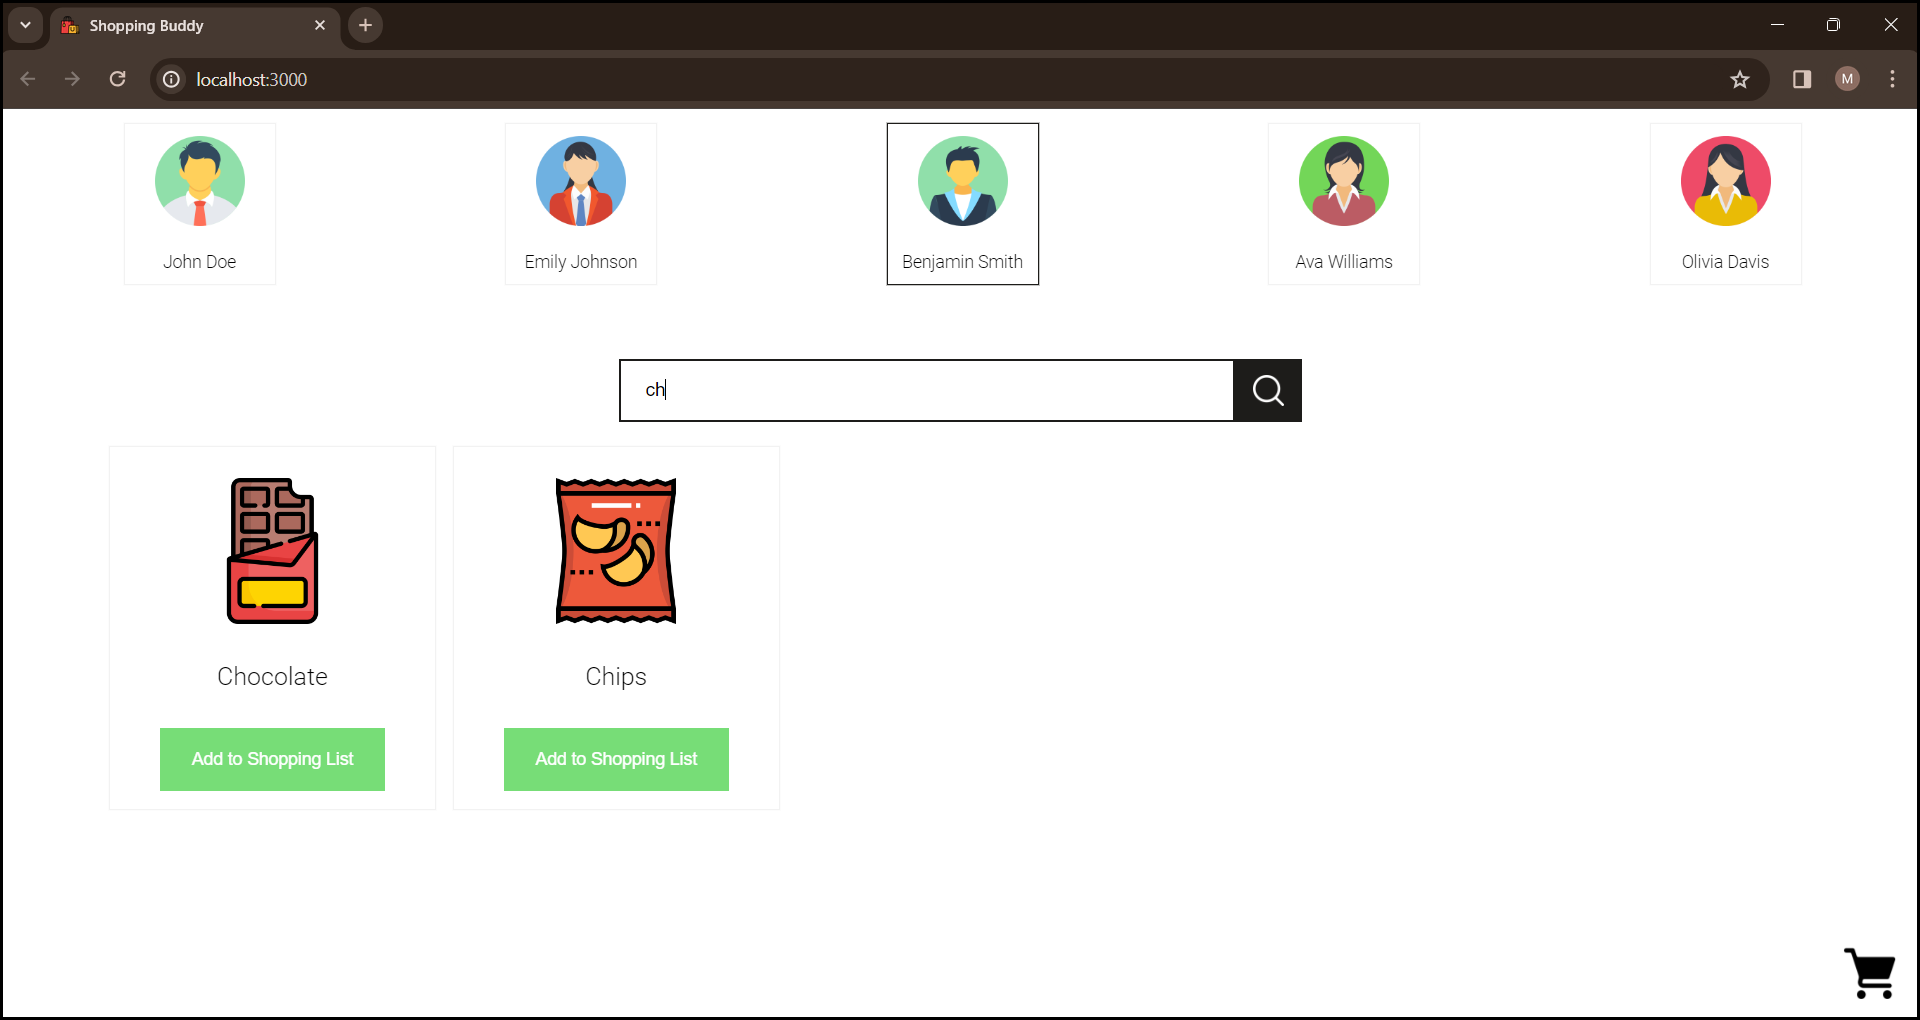 Shopping Buddy
localhost:3000
M
John Doe
Emily Johnson
Benjamin Smith
Ava Williams
Olivia Davis
ch
Chocolate
Chips
Add to Shopping List
Add to Shopping List